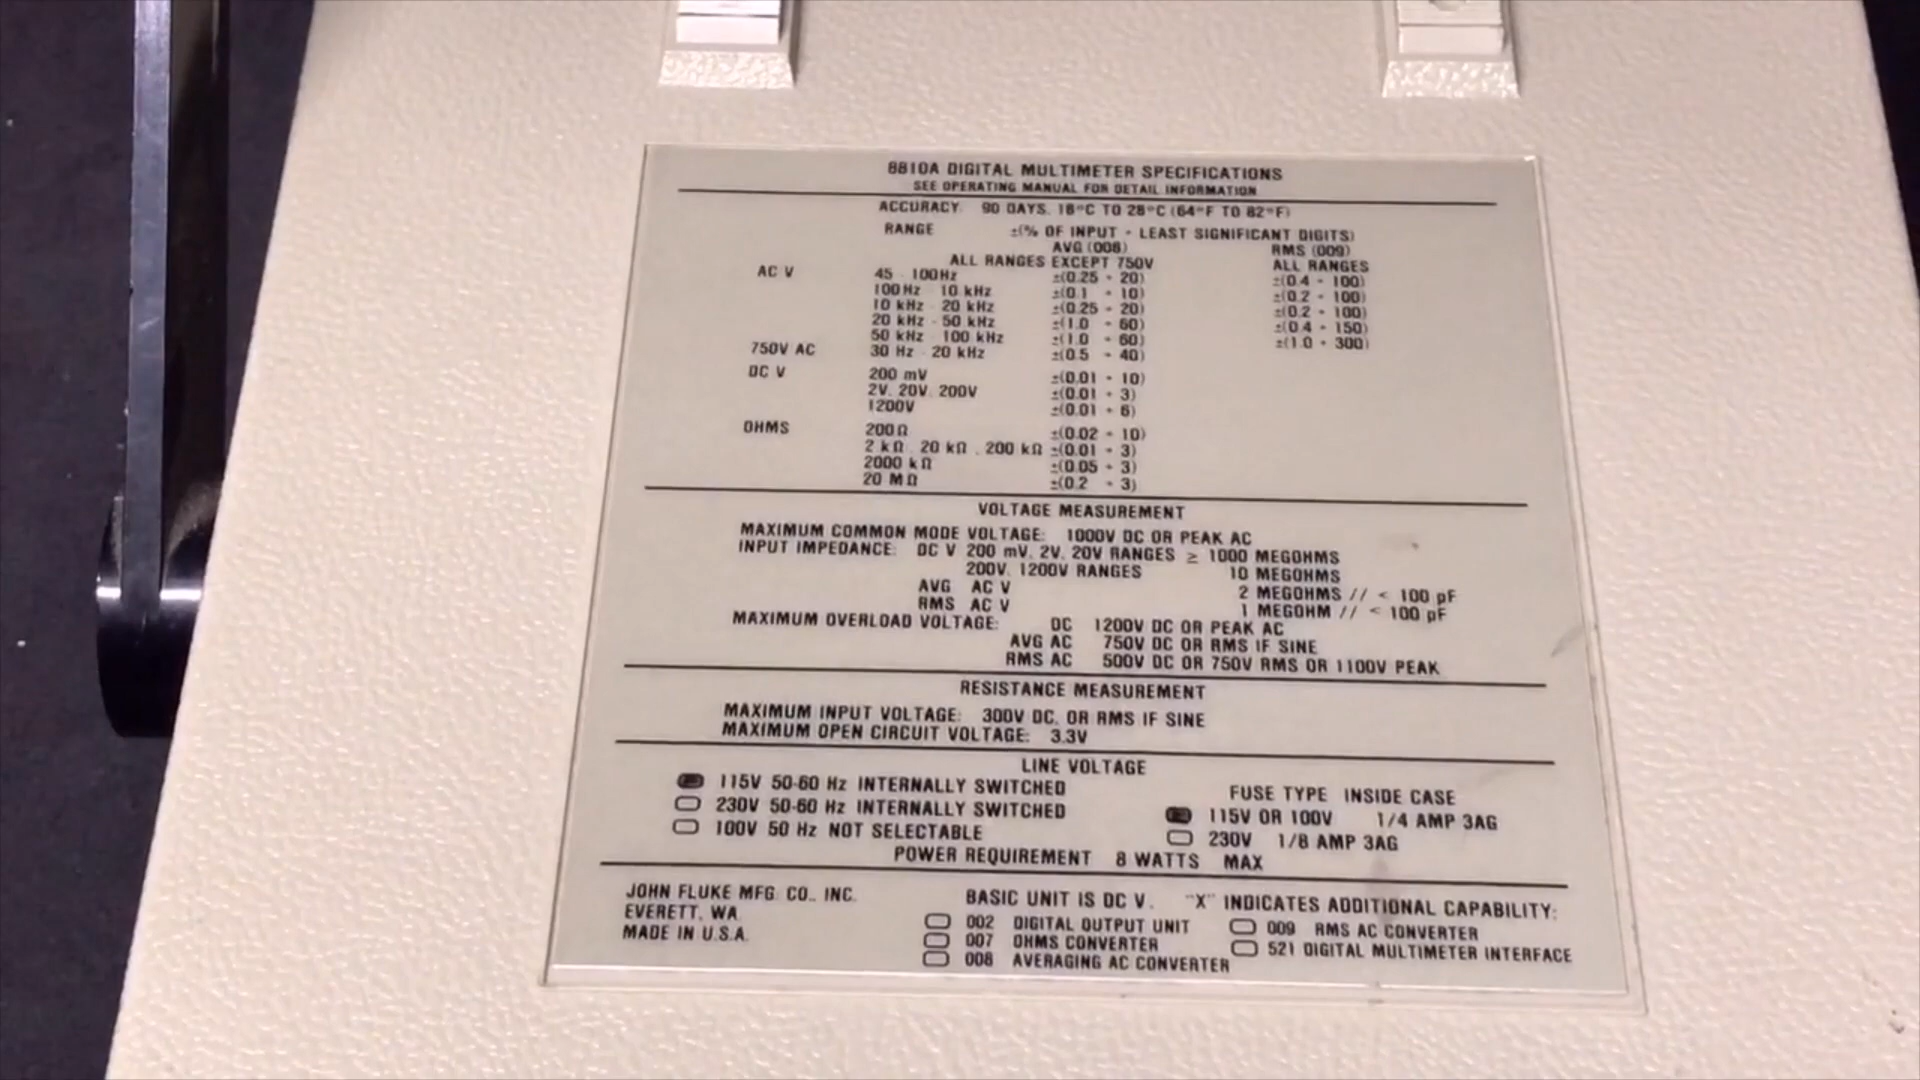 8810A DIGITAL MULTIMETER SPECIFICATIONS
SEE OPERATING MANUAL FOR DETAIL INFORMATION
ACCURACY: 90 DAYS, 18°C TO 28°C (64°F TO 82°F)
RANGE ±(% OF INPUT + LEAST SIGNIFICANT DIGITS)
AVG (008) RMS (009)
ALL RANGES EXCEPT 750V ALL RANGES
AC V 45 - 100Hz ±(0.25 + 20) ±(0.4 + 100)
100Hz - 10 kHz ±(0.1 + 10) ±(0.2 + 100)
10 kHz - 20 kHz ±(0.25 + 20) ±(0.2 + 100)
20 kHz - 50 kHz ±(1.0 + 60) ±(0.4 + 150)
50 kHz - 100 kHz ±(1.0 + 60) ±(1.0 + 300)
750V AC 30 Hz - 20 kHz ±(0.5 + 40)
DC V 200 mV ±(0.01 + 10)
2V, 20V, 200V ±(0.01 + 3)
1200V ±(0.01 + 6)
OHMS 200 Ω ±(0.02 + 10)
2 kΩ, 20 kΩ, 200 kΩ ±(0.01 + 3)
2000 kΩ ±(0.05 + 3)
20 MΩ ±(0.2 + 3)
VOLTAGE MEASUREMENT
MAXIMUM COMMON MODE VOLTAGE: 1000V DC OR PEAK AC
INPUT IMPEDANCE: DC V 200 mV, 2V, 20V RANGES ≥ 1000 MEGOHMS
200V, 1200V RANGES 10 MEGOHMS
AVG AC V 2 MEGOHMS // < 100 pF
RMS AC V 1 MEGOHM // < 100 pF
MAXIMUM OVERLOAD VOLTAGE: DC 1200V DC OR PEAK AC
AVG AC 750V DC OR RMS IF SINE
RMS AC 500V DC OR 750V RMS OR 1100V PEAK
RESISTANCE MEASUREMENT
MAXIMUM INPUT VOLTAGE: 300V DC, OR RMS IF SINE
MAXIMUM OPEN CIRCUIT VOLTAGE: 3.3V
LINE VOLTAGE
115V 50-60 Hz INTERNALLY SWITCHED FUSE TYPE INSIDE CASE
230V 50-60 Hz INTERNALLY SWITCHED 115V OR 100V 1/4 AMP 3AG
100V 50 Hz NOT SELECTABLE 230V 1/8 AMP 3AG
POWER REQUIREMENT 8 WATTS MAX
JOHN FLUKE MFG. CO., INC. BASIC UNIT IS DC V. "X" INDICATES ADDITIONAL CAPABILITY:
EVERETT, WA 002 DIGITAL OUTPUT UNIT 009 RMS AC CONVERTER
MADE IN U.S.A. 007 OHMS CONVERTER 521 DIGITAL MULTIMETER INTERFACE
008 AVERAGING AC CONVERTER